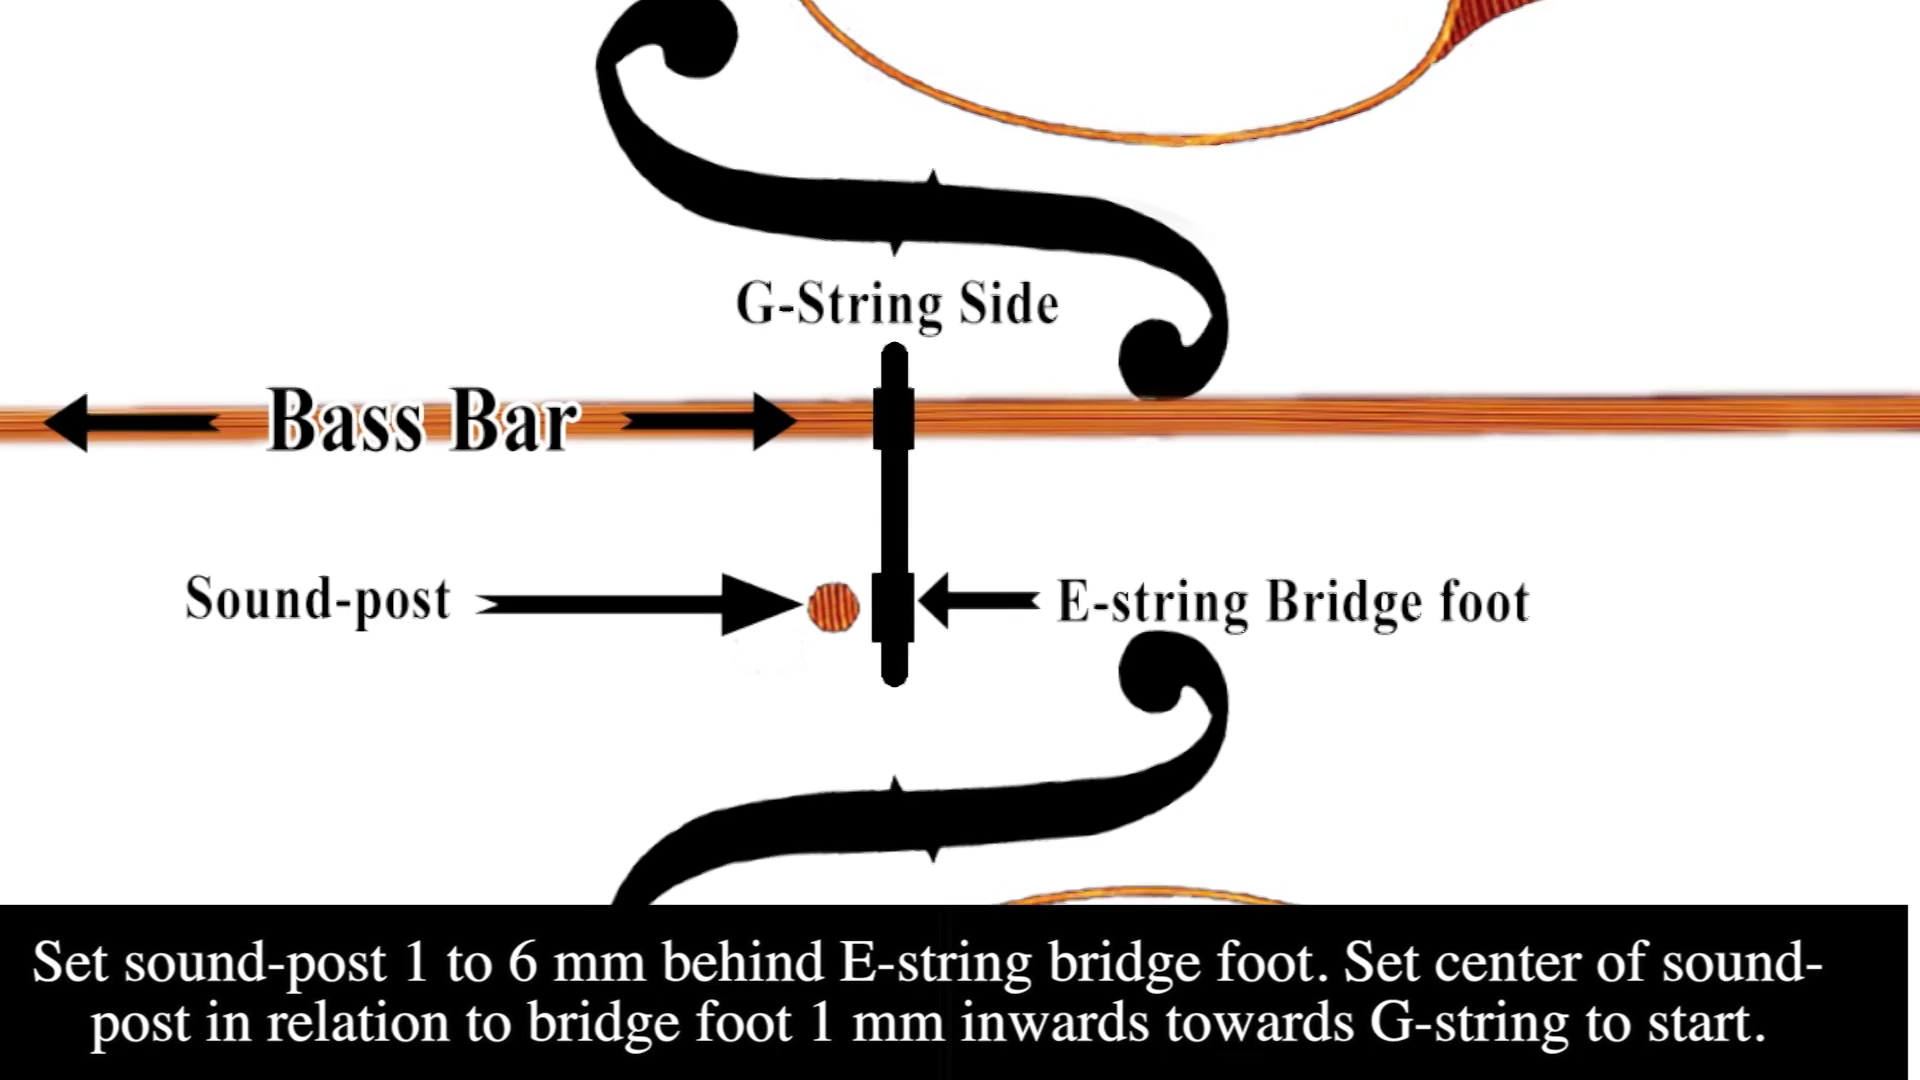 G-String Side
Bass Bar
Sound-post
E-string Bridge foot
Set sound-post 1 to 6 mm behind E-string bridge foot. Set center of sound-
post in relation to bridge foot 1 mm inwards towards G-string to start.